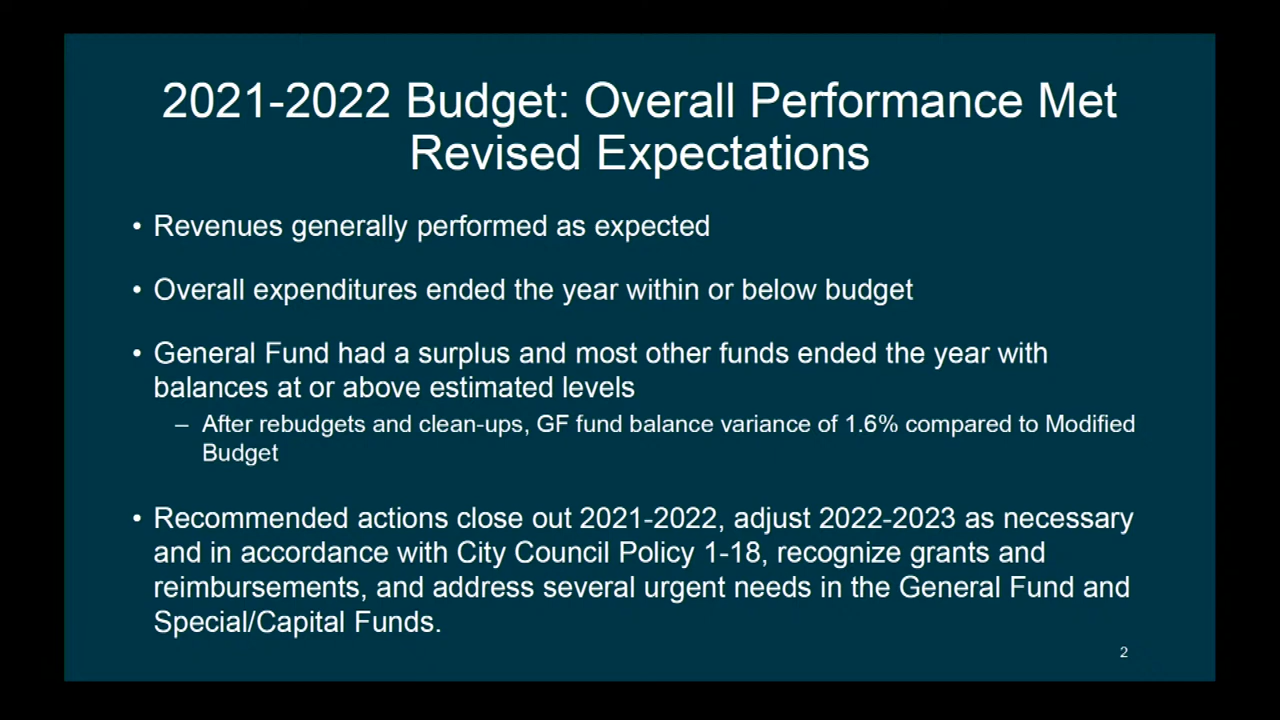 2021-2022 Budget: Overall Performance Met
Revised Expectations
• Revenues generally performed as expected
• Overall expenditures ended the year within or below budget
• General Fund had a surplus and most other funds ended the year with
balances at or above estimated levels
– After rebudgets and clean-ups, GF fund balance variance of 1.6% compared to Modified
Budget
• Recommended actions close out 2021-2022, adjust 2022-2023 as necessary
and in accordance with City Council Policy 1-18, recognize grants and
reimbursements, and address several urgent needs in the General Fund and
Special/Capital Funds.
2